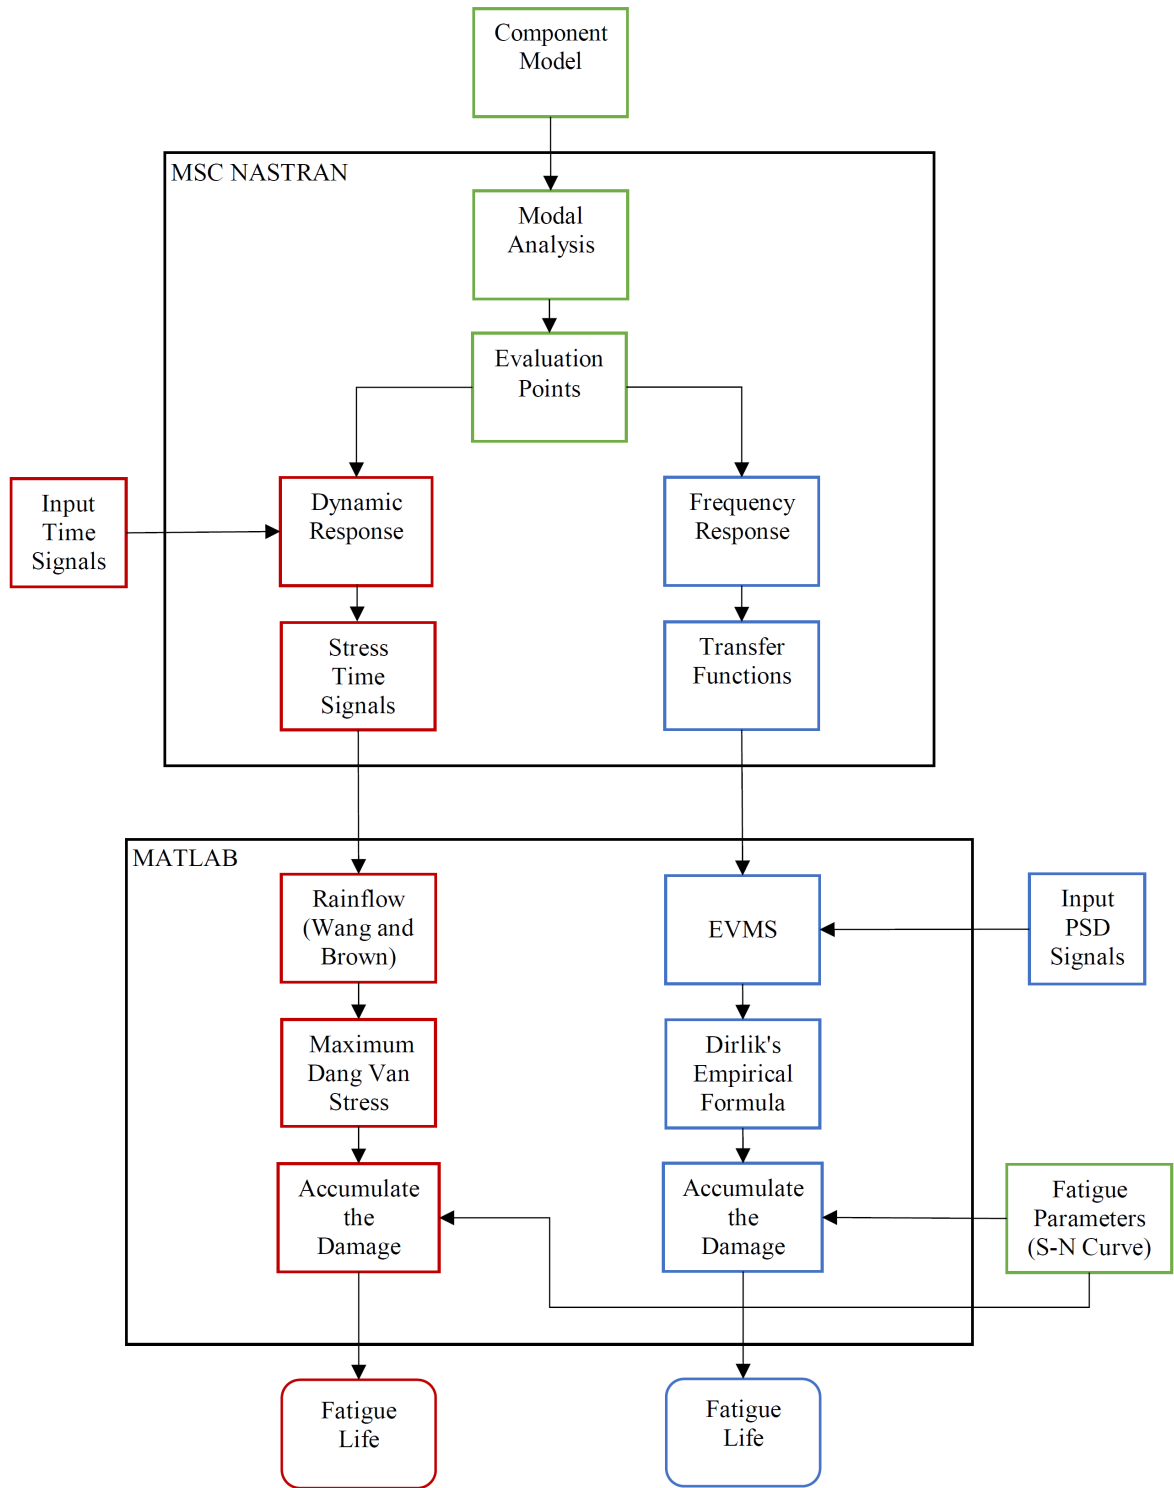 Component
Model
MSC NASTRAN
Modal
Analysis
Evaluation
Points
Input
Time
Signals
Dynamic
Response
Frequency
Response
Stress
Time
Signals
Transfer
Functions
MATLAB
Rainflow
(Wang and
Brown)
EVMS
Input
PSD
Signals
Maximum
Dang Van
Stress
Dirlik's
Empirical
Formula
Accumulate
the
Damage
Accumulate
the
Damage
Fatigue
Parameters
(S-N Curve)
Fatigue
Life
Fatigue
Life